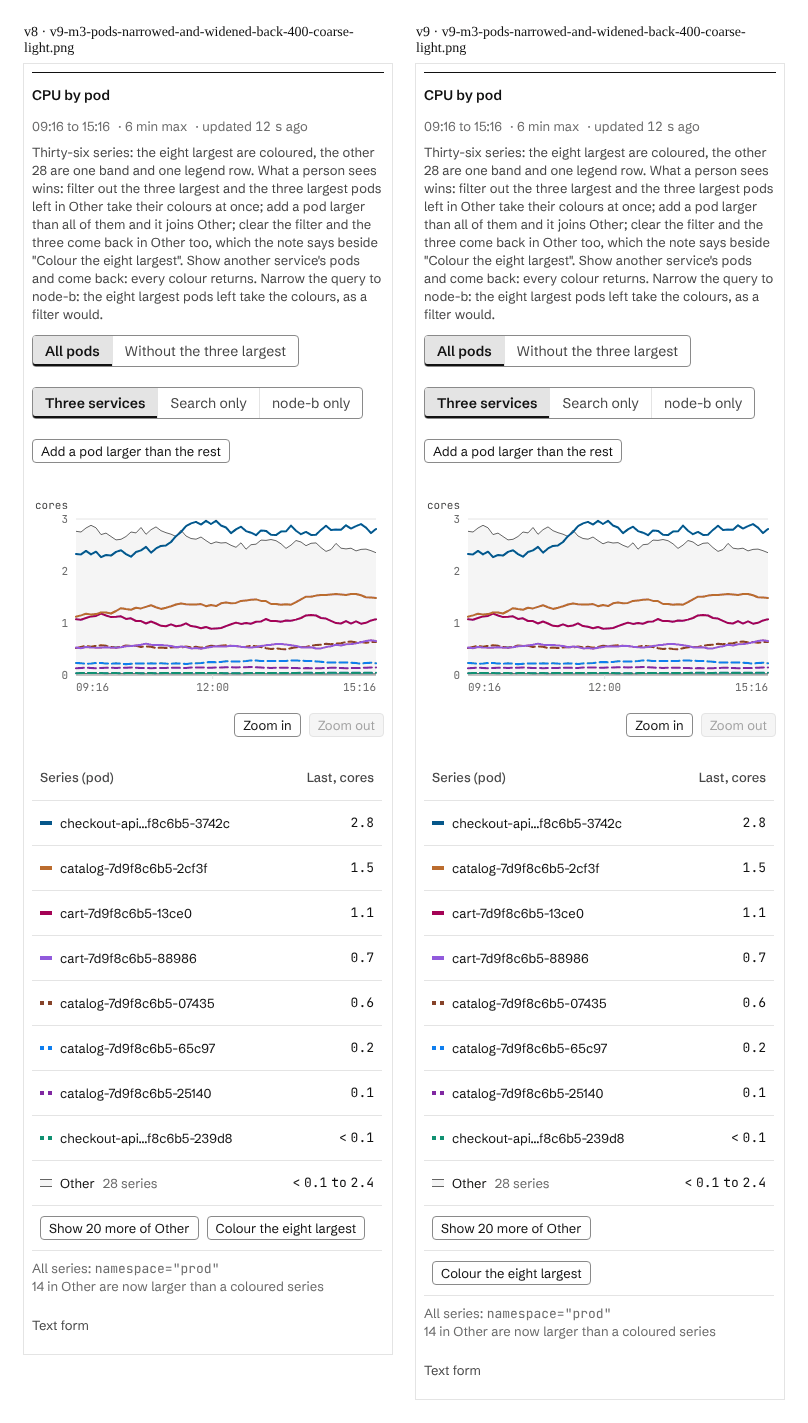 v8 · v9-m3-pods-narrowed-and-widened-back-400-coarse-
light.png
CPU by pod
09:16 to 15:16 · 6 min max · updated 12 s ago
Thirty-six series: the eight largest are coloured, the other
28 are one band and one legend row. What a person sees
wins: filter out the three largest and the three largest pods
left in Other take their colours at once; add a pod larger
than all of them and it joins Other; clear the filter and the
three come back in Other too, which the note says beside
"Colour the eight largest". Show another service's pods
and come back: every colour returns. Narrow the query to
node-b: the eight largest pods left take the colours, as a
filter would.
All pods Without the three largest
Three services Search only node-b only
Add a pod larger than the rest
cores
3
2
1
0
09:16 12:00 15:16
Zoom in Zoom out
Series (pod) Last, cores
checkout-api…f8c6b5-3742c 2.8
catalog-7d9f8c6b5-2cf3f 1.5
cart-7d9f8c6b5-13ce0 1.1
cart-7d9f8c6b5-88986 0.7
catalog-7d9f8c6b5-07435 0.6
catalog-7d9f8c6b5-65c97 0.2
catalog-7d9f8c6b5-25140 0.1
checkout-api…f8c6b5-239d8 < 0.1
Other 28 series < 0.1 to 2.4
Show 20 more of Other Colour the eight largest
All series: namespace="prod"
14 in Other are now larger than a coloured series
Text form
v9 · v9-m3-pods-narrowed-and-widened-back-400-coarse-
light.png
CPU by pod
09:16 to 15:16 · 6 min max · updated 12 s ago
Thirty-six series: the eight largest are coloured, the other
28 are one band and one legend row. What a person sees
wins: filter out the three largest and the three largest pods
left in Other take their colours at once; add a pod larger
than all of them and it joins Other; clear the filter and the
three come back in Other too, which the note says beside
"Colour the eight largest". Show another service's pods
and come back: every colour returns. Narrow the query to
node-b: the eight largest pods left take the colours, as a
filter would.
All pods Without the three largest
Three services Search only node-b only
Add a pod larger than the rest
cores
3
2
1
0
09:16 12:00 15:16
Zoom in Zoom out
Series (pod) Last, cores
checkout-api…f8c6b5-3742c 2.8
catalog-7d9f8c6b5-2cf3f 1.5
cart-7d9f8c6b5-13ce0 1.1
cart-7d9f8c6b5-88986 0.7
catalog-7d9f8c6b5-07435 0.6
catalog-7d9f8c6b5-65c97 0.2
catalog-7d9f8c6b5-25140 0.1
checkout-api…f8c6b5-239d8 < 0.1
Other 28 series < 0.1 to 2.4
Show 20 more of Other
Colour the eight largest
All series: namespace="prod"
14 in Other are now larger than a coloured series
Text form